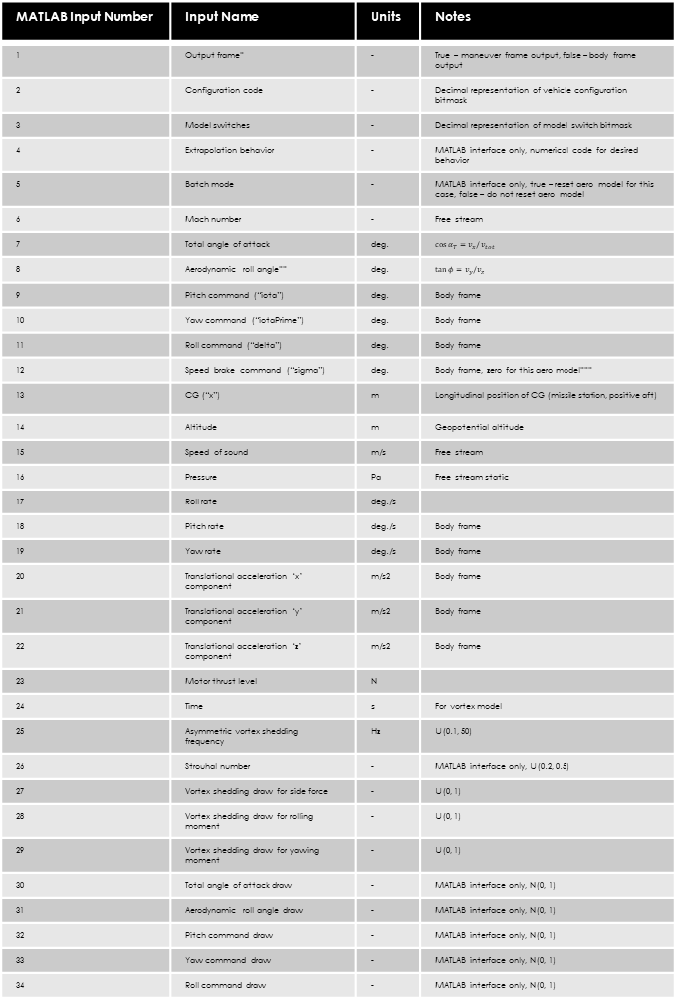 MATLAB Input Number Input Name Units Notes
1 Output frame* - True – maneuver frame output, false – body frame
output
2 Configuration code - Decimal representation of vehicle configuration
bitmask
3 Model switches - Decimal representation of model switch bitmask
4 Extrapolation behavior - MATLAB interface only, numerical code for desired
behavior
5 Batch mode - MATLAB interface only, true – reset aero model for this
case, false – do not reset aero model
6 Mach number - Free stream
7 Total angle of attack deg. cos α_T = v_x/v_tot
8 Aerodynamic roll angle** deg. tan ϕ = v_y/v_z
9 Pitch command (“iota”) deg. Body frame
10 Yaw command (“iotaPrime”) deg. Body frame
11 Roll command (“delta”) deg. Body frame
12 Speed brake command (“sigma”) deg. Body frame, zero for this aero model***
13 CG (“x”) m Longitudinal position of CG (missile station, positive aft)
14 Altitude m Geopotential altitude
15 Speed of sound m/s Free stream
16 Pressure Pa Free stream static
17 Roll rate deg./s
18 Pitch rate deg./s Body frame
19 Yaw rate deg./s Body frame
20 Translational acceleration ‘x’ m/s2 Body frame
component
21 Translational acceleration ‘y’ m/s2 Body frame
component
22 Translational acceleration ‘z’ m/s2 Body frame
component
23 Motor thrust level N
24 Time s For vortex model
25 Asymmetric vortex shedding Hz U(0.1, 50)
frequency
26 Strouhal number - MATLAB interface only, U(0.2, 0.5)
27 Vortex shedding draw for side force - U(0, 1)
28 Vortex shedding draw for rolling - U(0, 1)
moment
29 Vortex shedding draw for yawing - U(0, 1)
moment
30 Total angle of attack draw - MATLAB interface only, N(0, 1)
31 Aerodynamic roll angle draw - MATLAB interface only, N(0, 1)
32 Pitch command draw - MATLAB interface only, N(0, 1)
33 Yaw command draw - MATLAB interface only, N(0, 1)
34 Roll command draw - MATLAB interface only, N(0, 1)